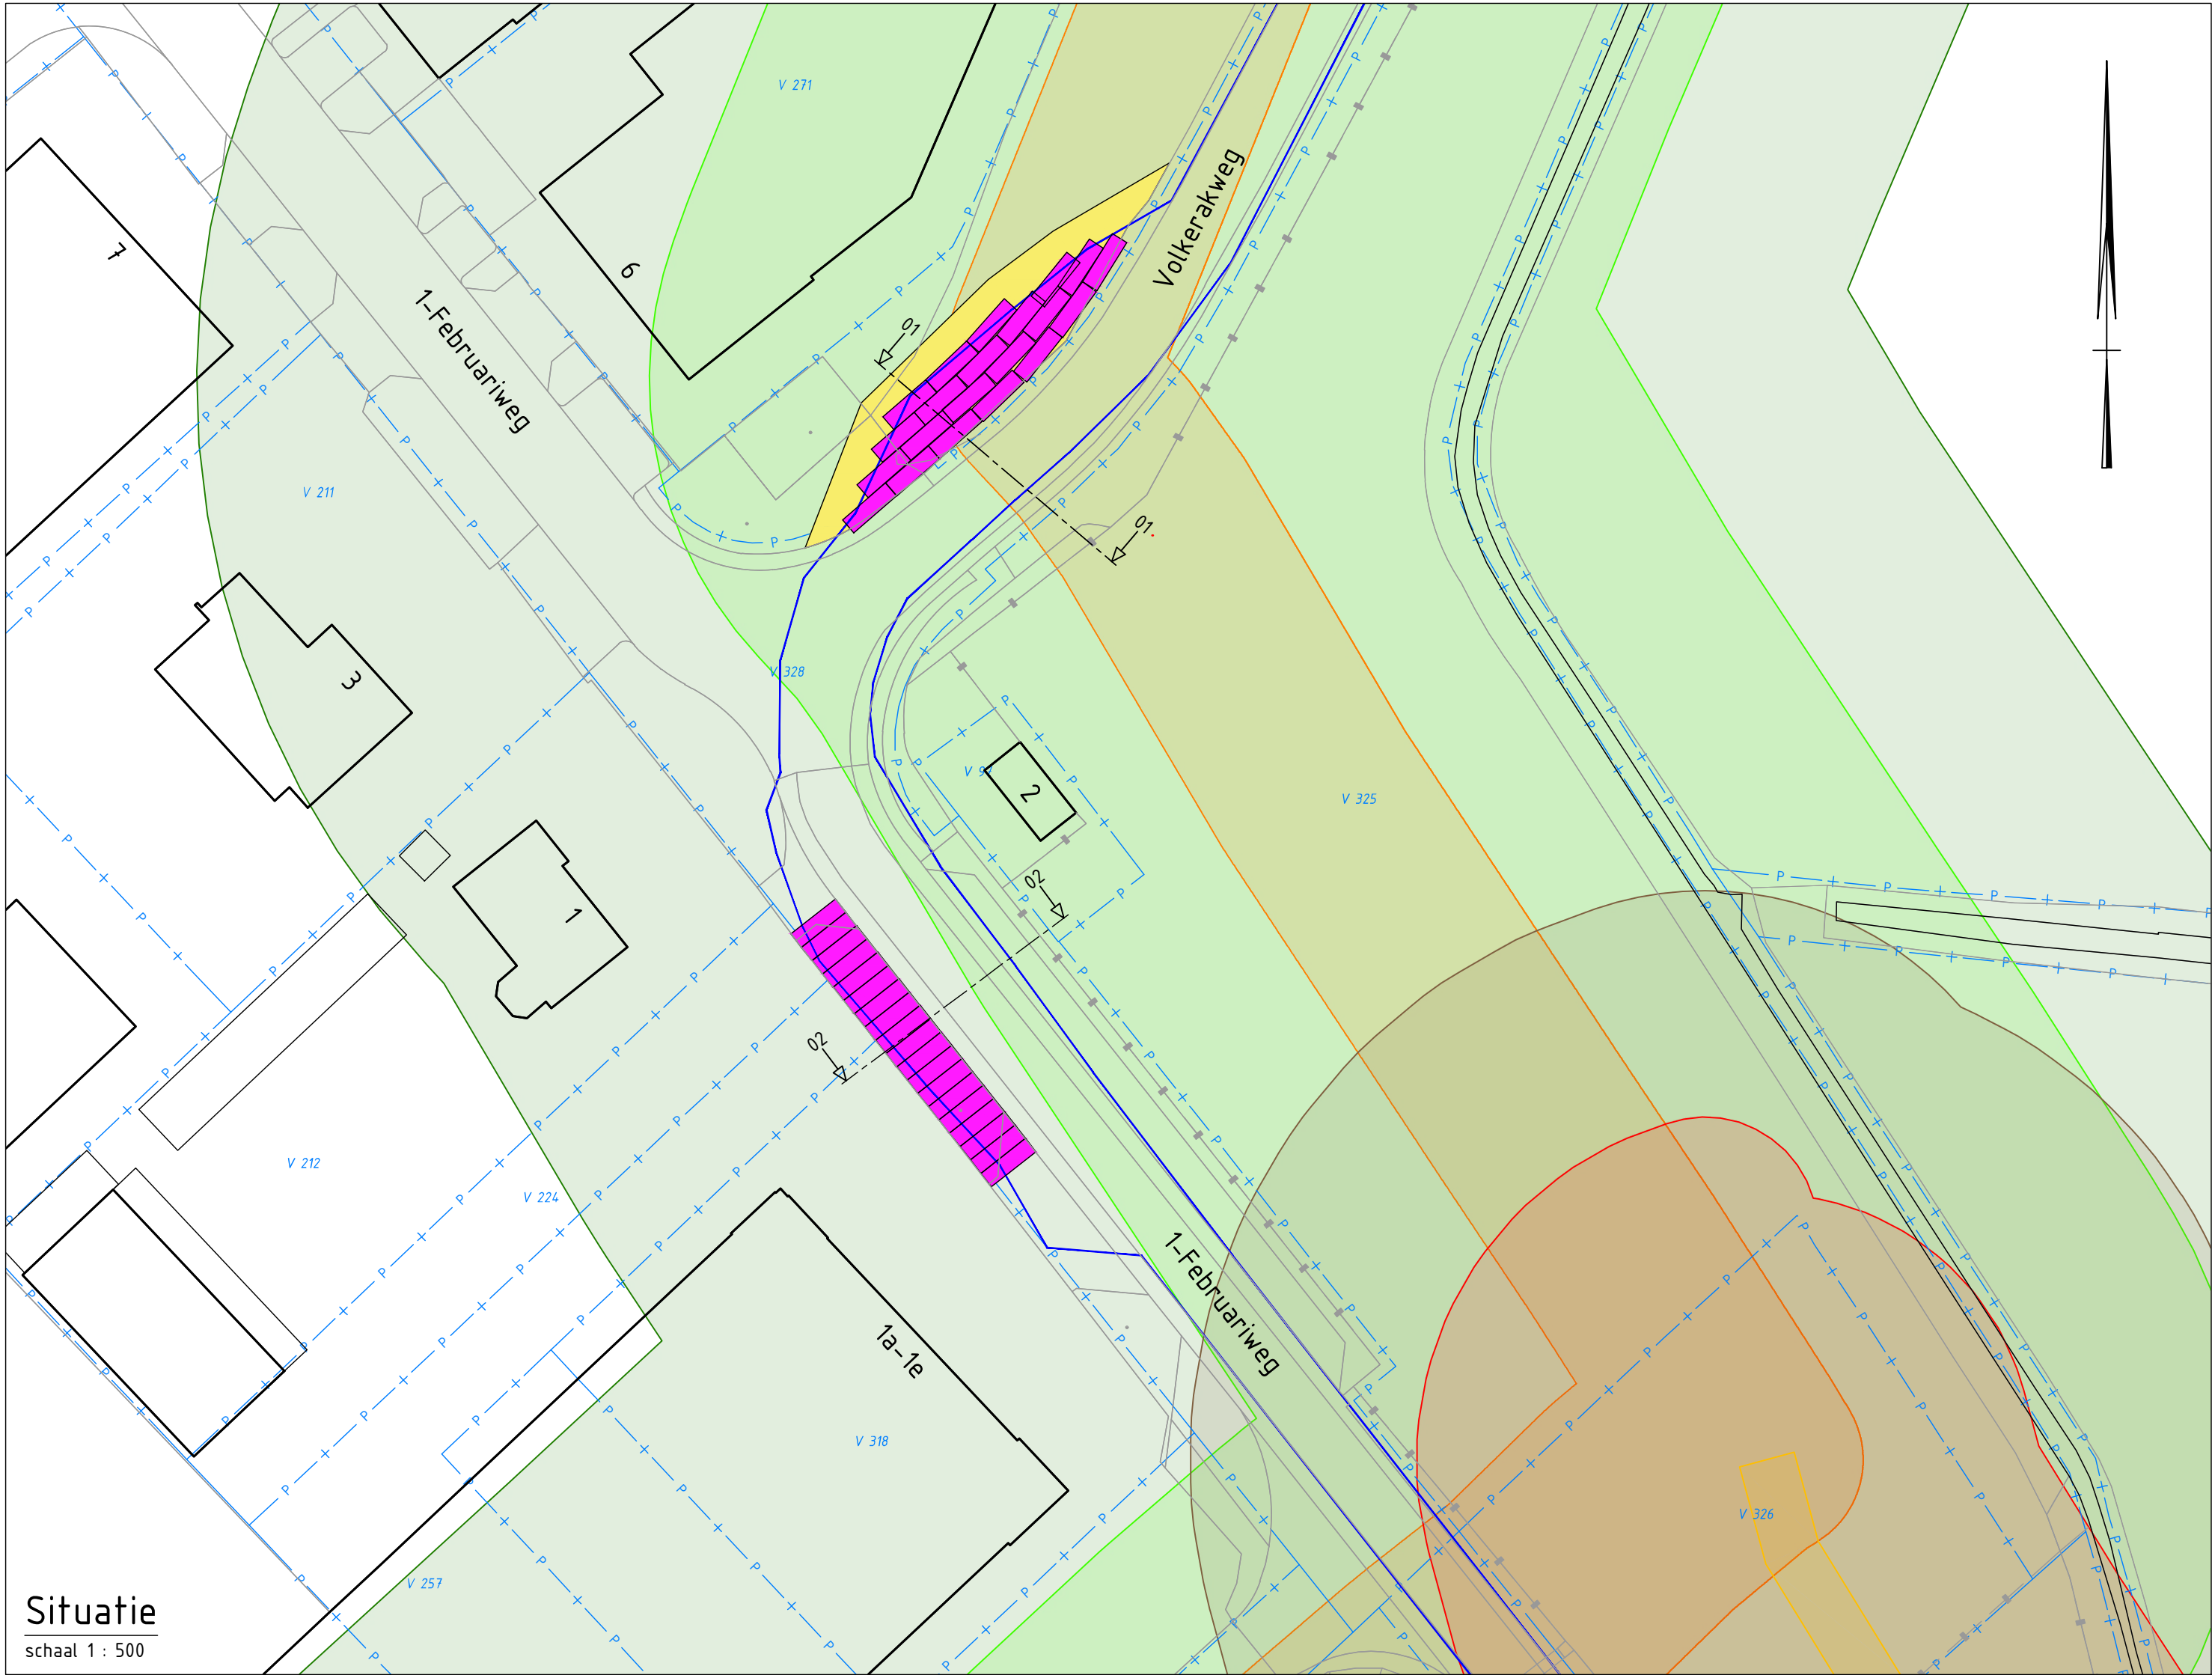 V 271
7
6
Volkerakweg
1-Februariweg
01
V 211
01
3
V 328
V 325
2
02
1
02
V 212
V 224
1-Februariweg
1a-1e
V 318
V 326
V 257
Situatie
schaal 1 : 500